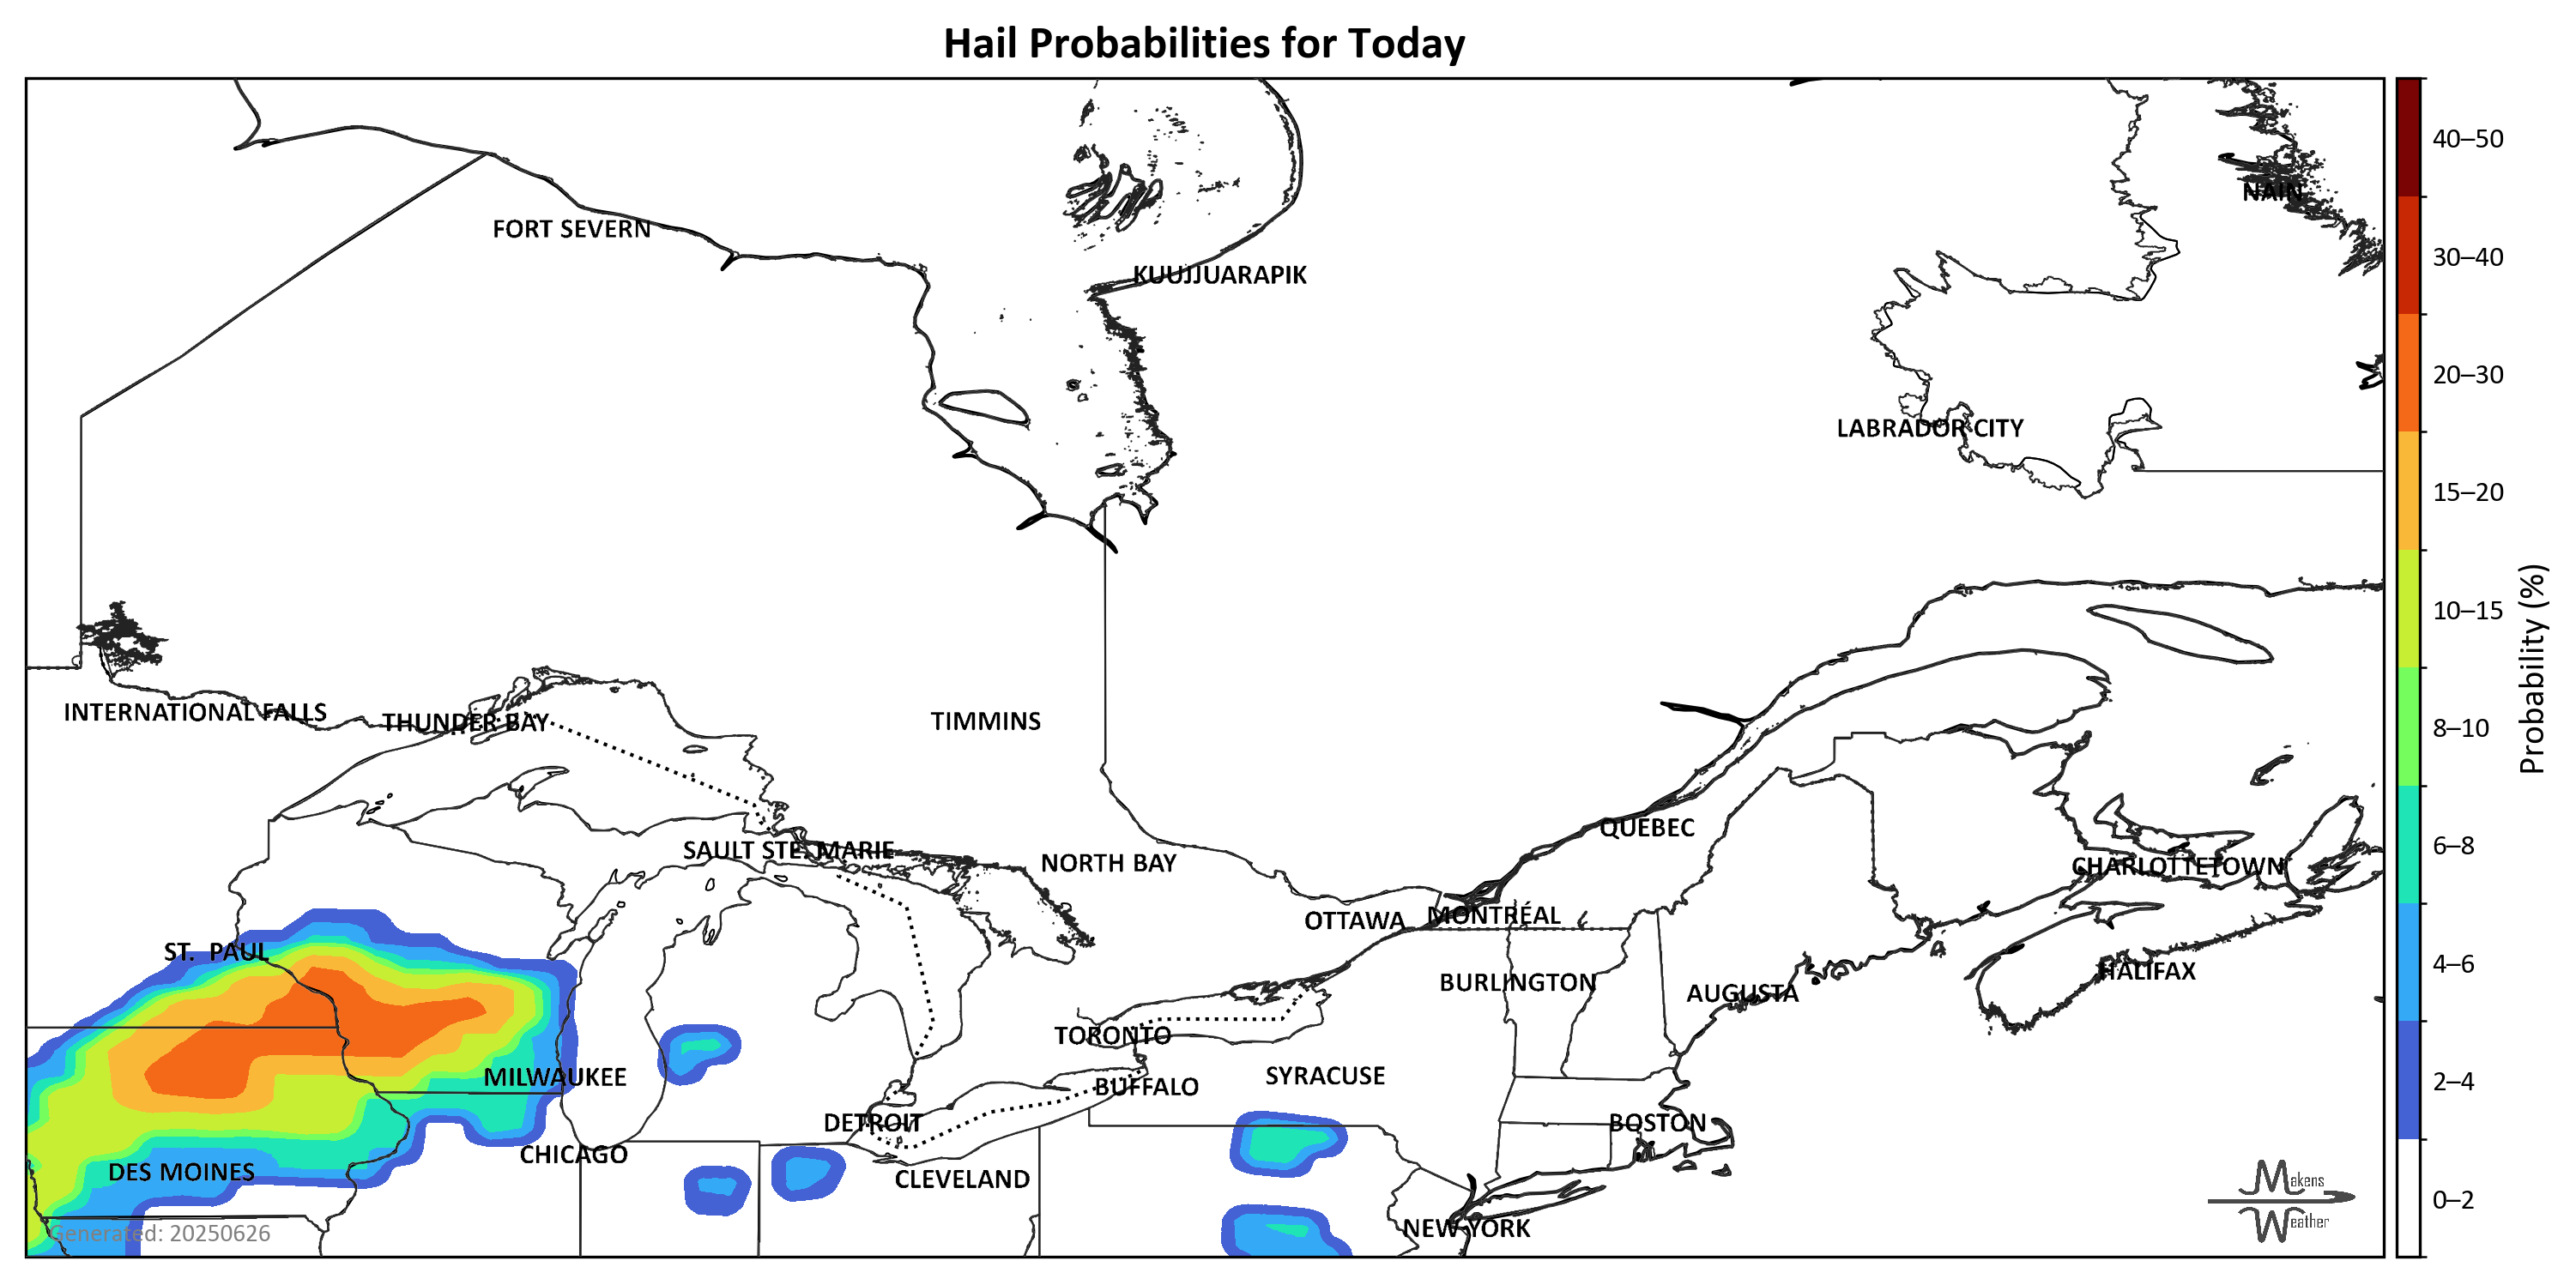 Hail Probabilities for Today
NAIN
FORT SEVERN
KUUJJUARAPIK
LABRADOR CITY
INTERNATIONAL FALLS
THUNDER BAY
TIMMINS
QUÉBEC
SAULT STE. MARIE
NORTH BAY
CHARLOTTETOWN
OTTAWA
MONTRÉAL
ST. PAUL
HALIFAX
BURLINGTON
AUGUSTA
TORONTO
MILWAUKEE
SYRACUSE
BUFFALO
DETROIT
BOSTON
CHICAGO
DES MOINES
CLEVELAND
NEW YORK
Generated: 20250626
Makens
Weather
40–50
30–40
20–30
15–20
10–15
8–10
6–8
4–6
2–4
0–2
Probability (%)